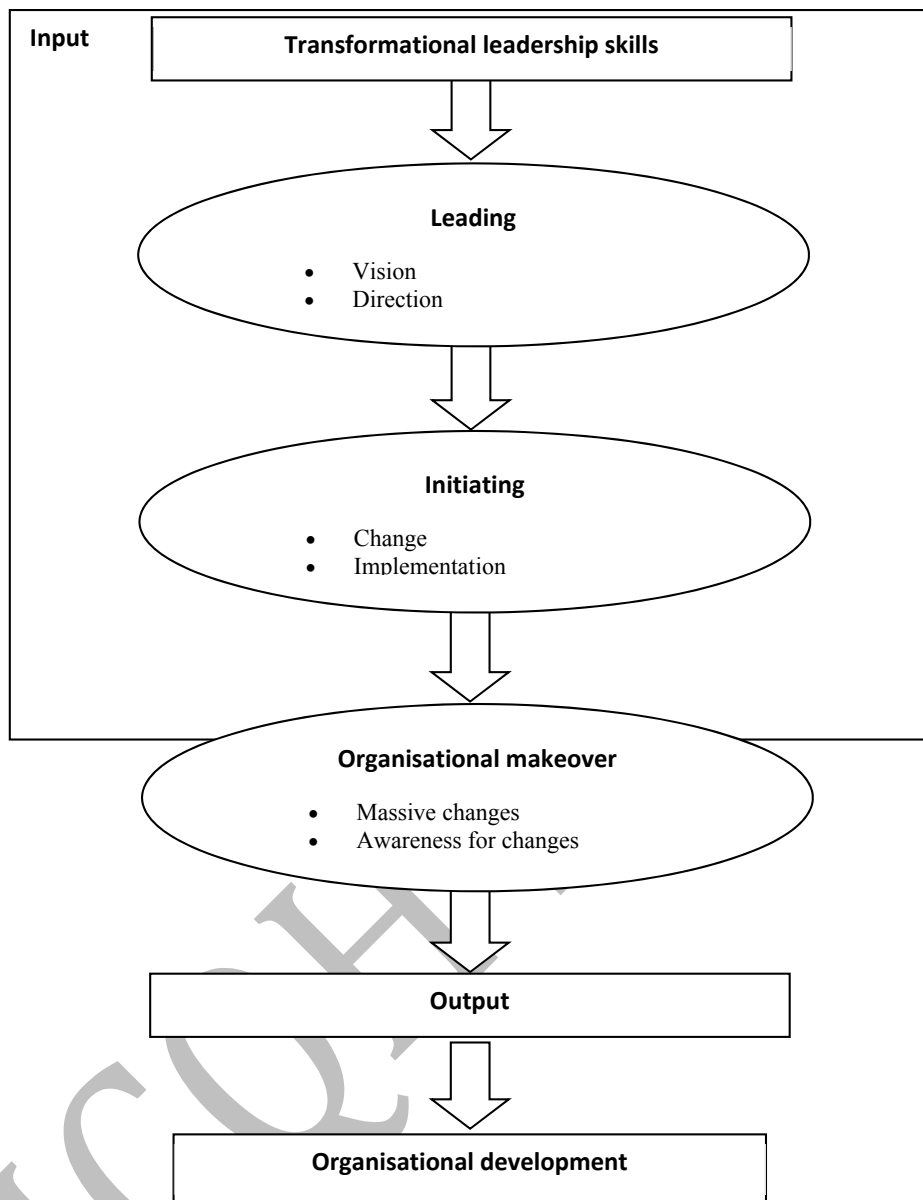 Input
Transformational leadership skills
Leading
• Vision
• Direction
Initiating
• Change
• Implementation
Organisational makeover
• Massive changes
• Awareness for changes
Output
Organisational development